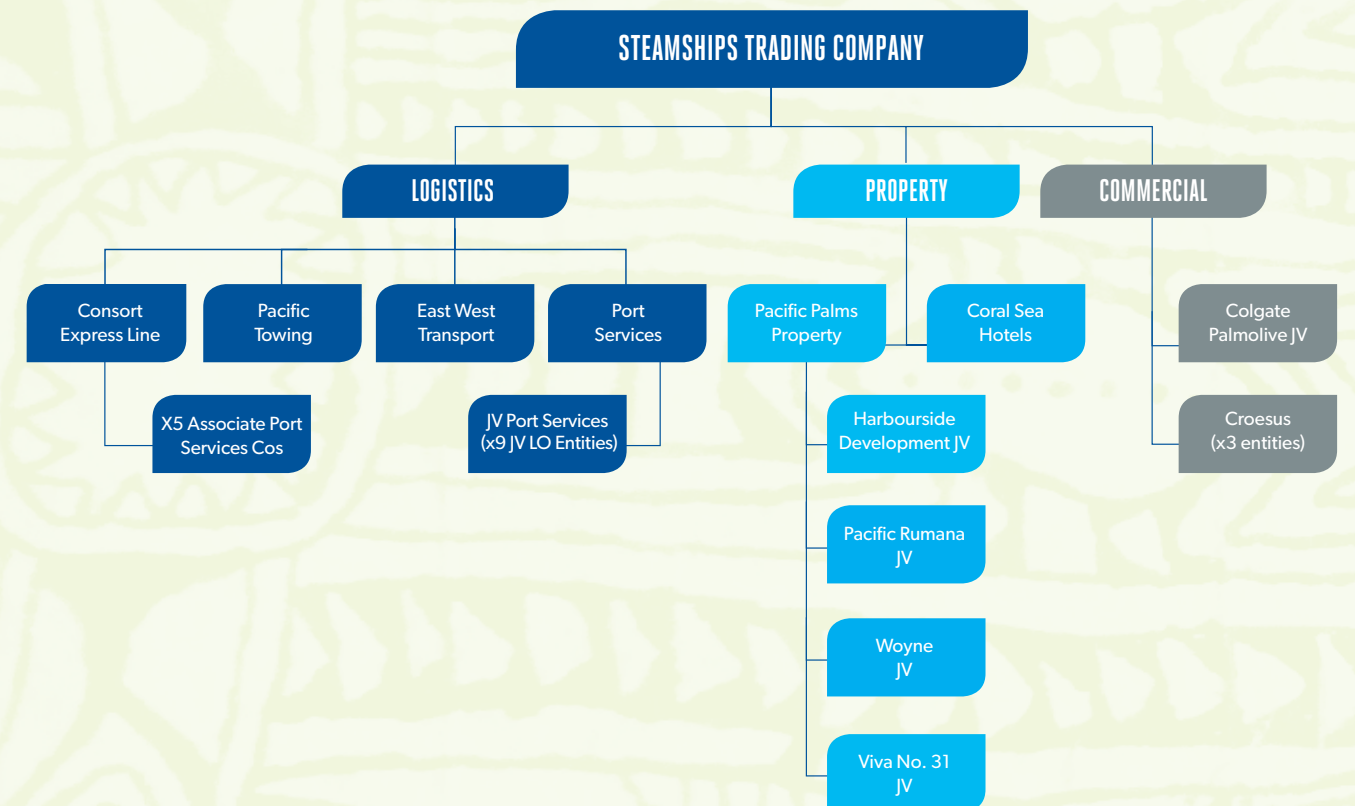 STEAMSHIPS TRADING COMPANY
LOGISTICS
PROPERTY
COMMERCIAL
Consort
Express Line
Pacific
Towing
East West
Transport
Port
Services
Pacific Palms
Property
Coral Sea
Hotels
Colgate
Palmolive JV
X5 Associate Port
Services Cos
JV Port Services
(x9 JV LO Entities)
Harbourside
Development JV
Croesus
(x3 entities)
Pacific Rumana
JV
Woyne
JV
Viva No. 31
JV